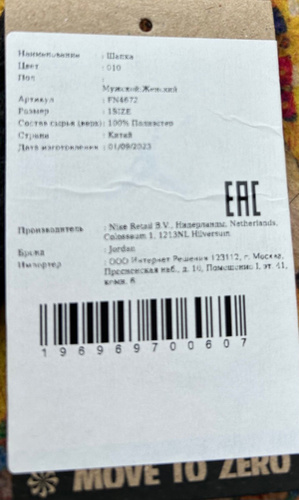 Наименование : Шапка
Цвет : 010
Пол :
Мужской;Женский
Артикул : FN4672
Размер : 1SIZE
Состав сырья (верх): 100% Полиэстер
Страна : Китай
Дата изготовления : 01/09/2023
EAC
Производитель : Nike Retail B.V., Нидерланды, Netherlands,
Colosseum 1, 1213NL Hilversum
Бренд : Jordan
Импортер : ООО Интернет Решения 123112, г. Москва,
Пресненская наб., д. 10, Помещение I, эт. 41,
комн. 6
196969700607
MOVE TO ZERO